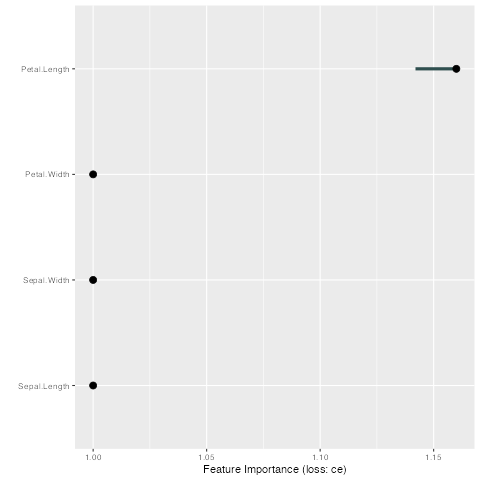 Petal.Length
Petal.Width
Sepal.Width
Sepal.Length
1.00 1.05 1.10 1.15
Feature Importance (loss: ce)